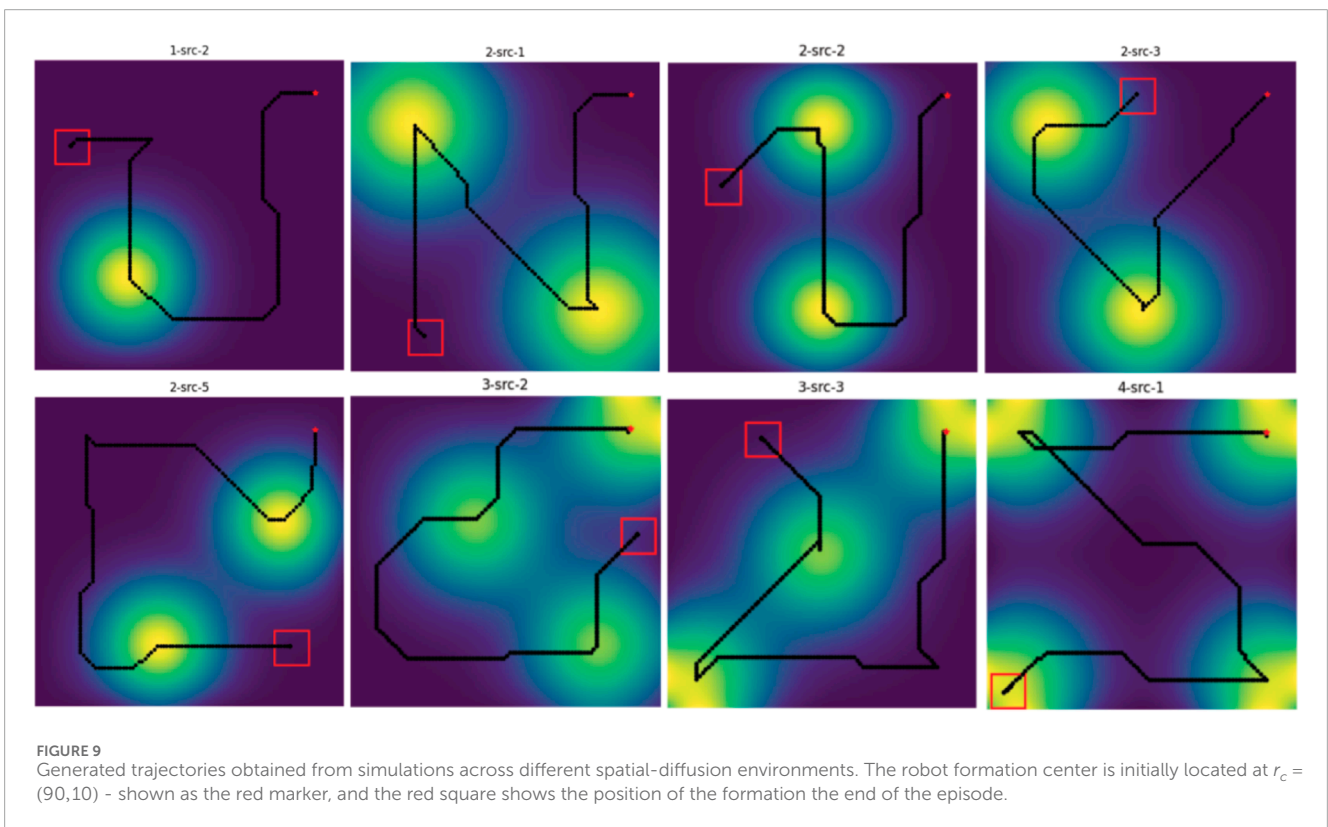 1-src-2
2-src-1
2-src-2
2-src-3
2-src-5
3-src-2
3-src-3
4-src-1
FIGURE 9
Generated trajectories obtained from simulations across different spatial-diffusion environments. The robot formation center is initially located at r_c =
(90,10) - shown as the red marker, and the red square shows the position of the formation the end of the episode.